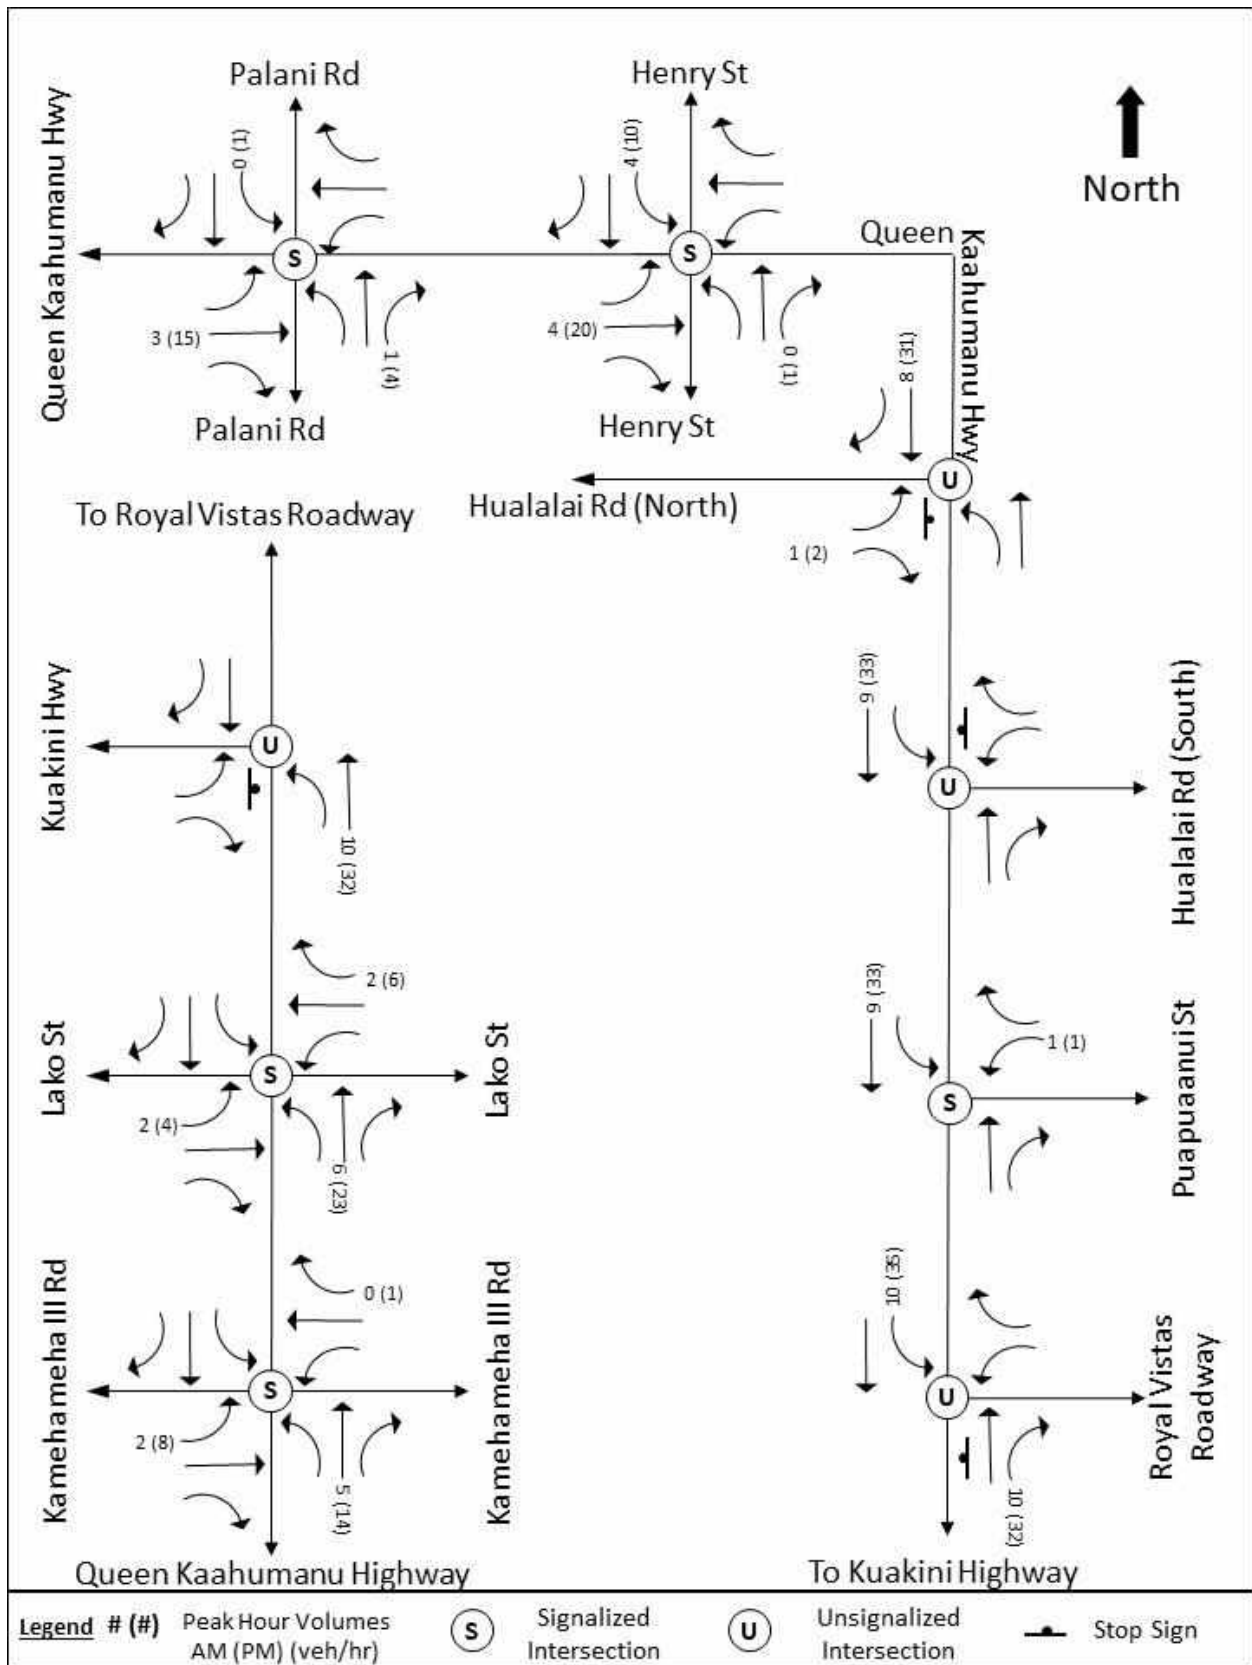 Palani Rd
Henry St
Queen Kaahumanu Hwy
0 (1)
4 (10)
North
Queen
Kaahumanu Hwy
S
S
3 (15)
1 (4)
4 (20)
0 (1)
8 (31)
Palani Rd
Henry St
U
To Royal Vistas Roadway
Hualalai Rd (North)
1 (2)
Kuakini Hwy
U
10 (32)
9 (33)
U
Hualalai Rd (South)
2 (6)
Lako St
S
Lako St
2 (4)
6 (23)
9 (33)
1 (1)
S
Puapuaanui St
Kamehameha III Rd
0 (1)
S
Kamehameha III Rd
2 (8)
5 (14)
10 (35)
U
Royal Vistas
Roadway
10 (32)
Queen Kaahumanu Highway
To Kuakini Highway
Legend # (#) Peak Hour Volumes
AM (PM) (veh/hr)
S Signalized
Intersection
U Unsignalized
Intersection
Stop Sign